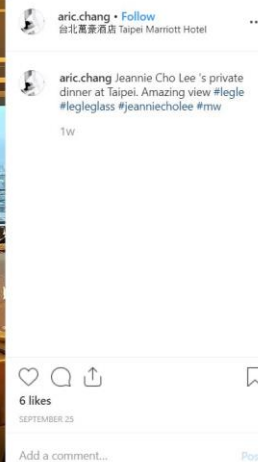 aric.chang • Follow
台北萬豪酒店 Taipei Marriott Hotel
aric.chang Jeannie Cho Lee 's private
dinner at Taipei. Amazing view #legle
#legleglass #jeanniecholee #mw
1w
6 likes
SEPTEMBER 25
Add a comment...